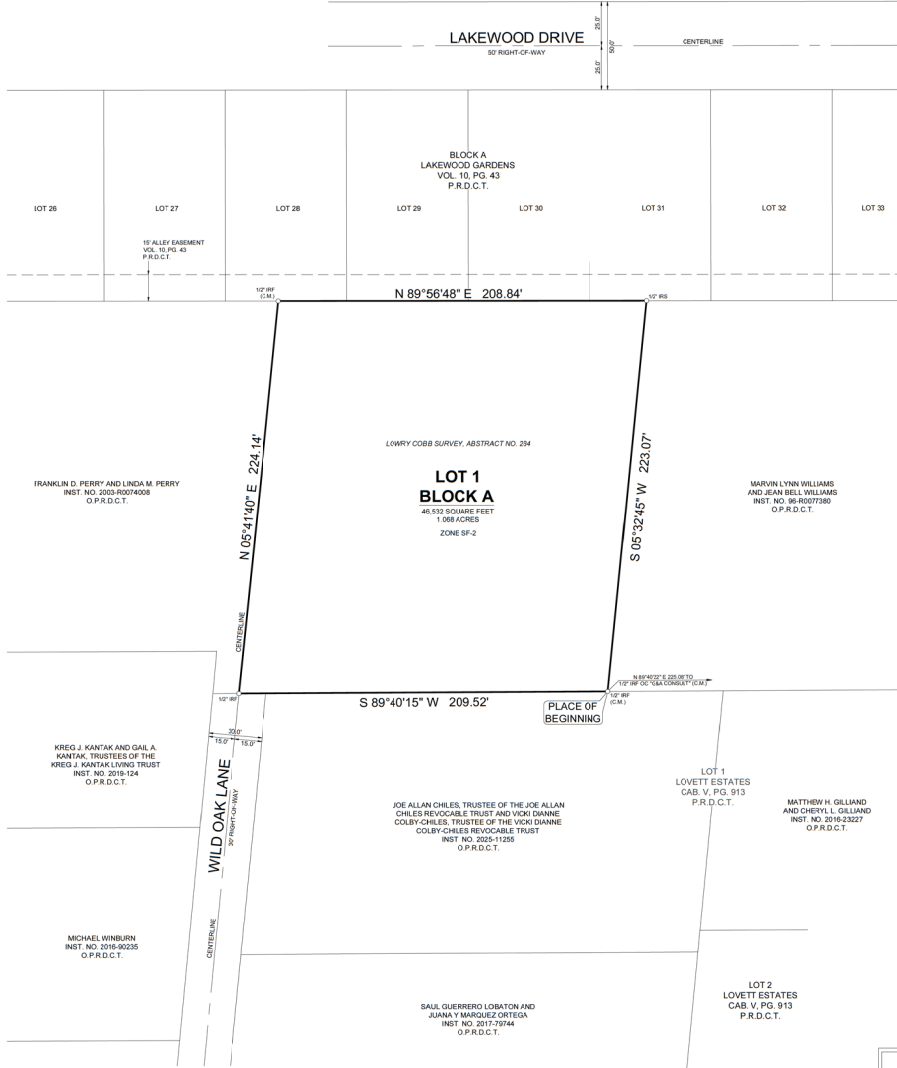 LAKEWOOD DRIVE
50' RIGHT-OF-WAY
25.0'
25.0'
50.0'
CENTERLINE
BLOCK A
LAKEWOOD GARDENS
VOL. 10, PG. 43
P.R.D.C.T.
LOT 26
LOT 27
LOT 28
LOT 29
LOT 30
LOT 31
LOT 32
LOT 33
15' ALLEY EASEMENT
VOL. 10, PG. 43
P.R.D.C.T.
1/2" IRF
(C.M.)
N 89°56'48" E 208.84'
1/2" IRS
LOWRY COBB SURVEY, ABSTRACT NO. 284
N 05°41'40" E 224.14'
S 05°32'45" W 223.07'
FRANKLIN D. PERRY AND LINDA M. PERRY
INST. NO. 2003-R0074008
O.P.R.D.C.T.
LOT 1
BLOCK A
46,532 SQUARE FEET
1.068 ACRES
ZONE SF-2
MARVIN LYNN WILLIAMS
AND JEAN BELL WILLIAMS
INST. NO. 96-R0077380
O.P.R.D.C.T.
CENTERLINE
1/2" IRF
S 89°40'15" W 209.52'
PLACE OF
BEGINNING
1/2" IRF
(C.M.)
N 89°40'22" E 225.08' TO
1/2" IRF OC "G&A CONSULT" (C.M.)
30.0'
15.0'
15.0'
WILD OAK LANE
30' RIGHT-OF-WAY
CENTERLINE
KREG J. KANTAK AND GAIL A.
KANTAK, TRUSTEES OF THE
KREG J. KANTAK LIVING TRUST
INST. NO. 2019-124
O.P.R.D.C.T.
JOE ALLAN CHILES, TRUSTEE OF THE JOE ALLAN
CHILES REVOCABLE TRUST AND VICKI DIANNE
COLBY-CHILES, TRUSTEE OF THE VICKI DIANNE
COLBY-CHILES REVOCABLE TRUST
INST NO. 2025-11255
O.P.R.D.C.T.
LOT 1
LOVETT ESTATES
CAB. V, PG. 913
P.R.D.C.T.
MATTHEW H. GILLIAND
AND CHERYL L. GILLIAND
INST. NO. 2016-23227
O.P.R.D.C.T.
MICHAEL WINBURN
INST. NO. 2016-90235
O.P.R.D.C.T.
SAUL GUERRERO LOBATON AND
JUANA Y MARQUEZ ORTEGA
INST NO. 2017-79744
O.P.R.D.C.T.
LOT 2
LOVETT ESTATES
CAB. V, PG. 913
P.R.D.C.T.